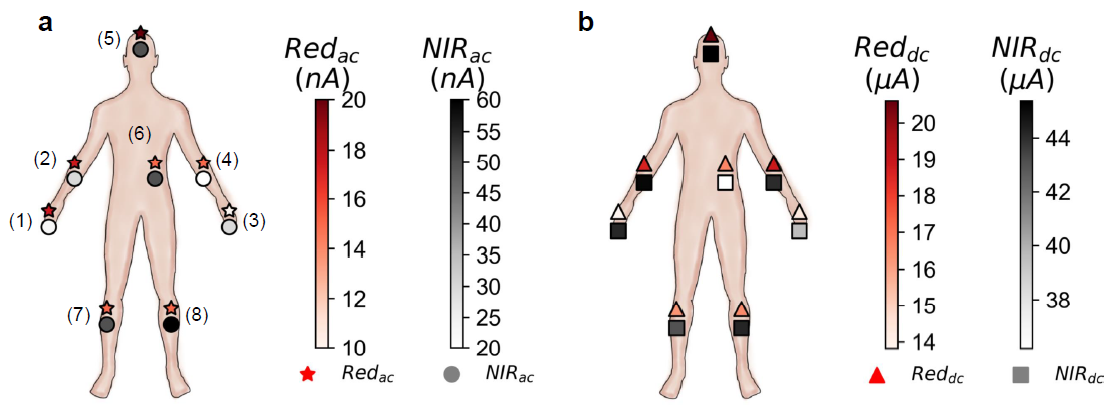 a
(5)
(6)
(2)
(4)
(1)
(3)
(7)
(8)
Red_ac
(nA)
20
18
16
14
12
10
NIR_ac
(nA)
60
55
50
45
40
35
30
25
20
Red_ac
NIR_ac
b
Red_dc
(μA)
20
19
18
17
16
15
14
NIR_dc
(μA)
44
42
40
38
Red_dc
NIR_dc